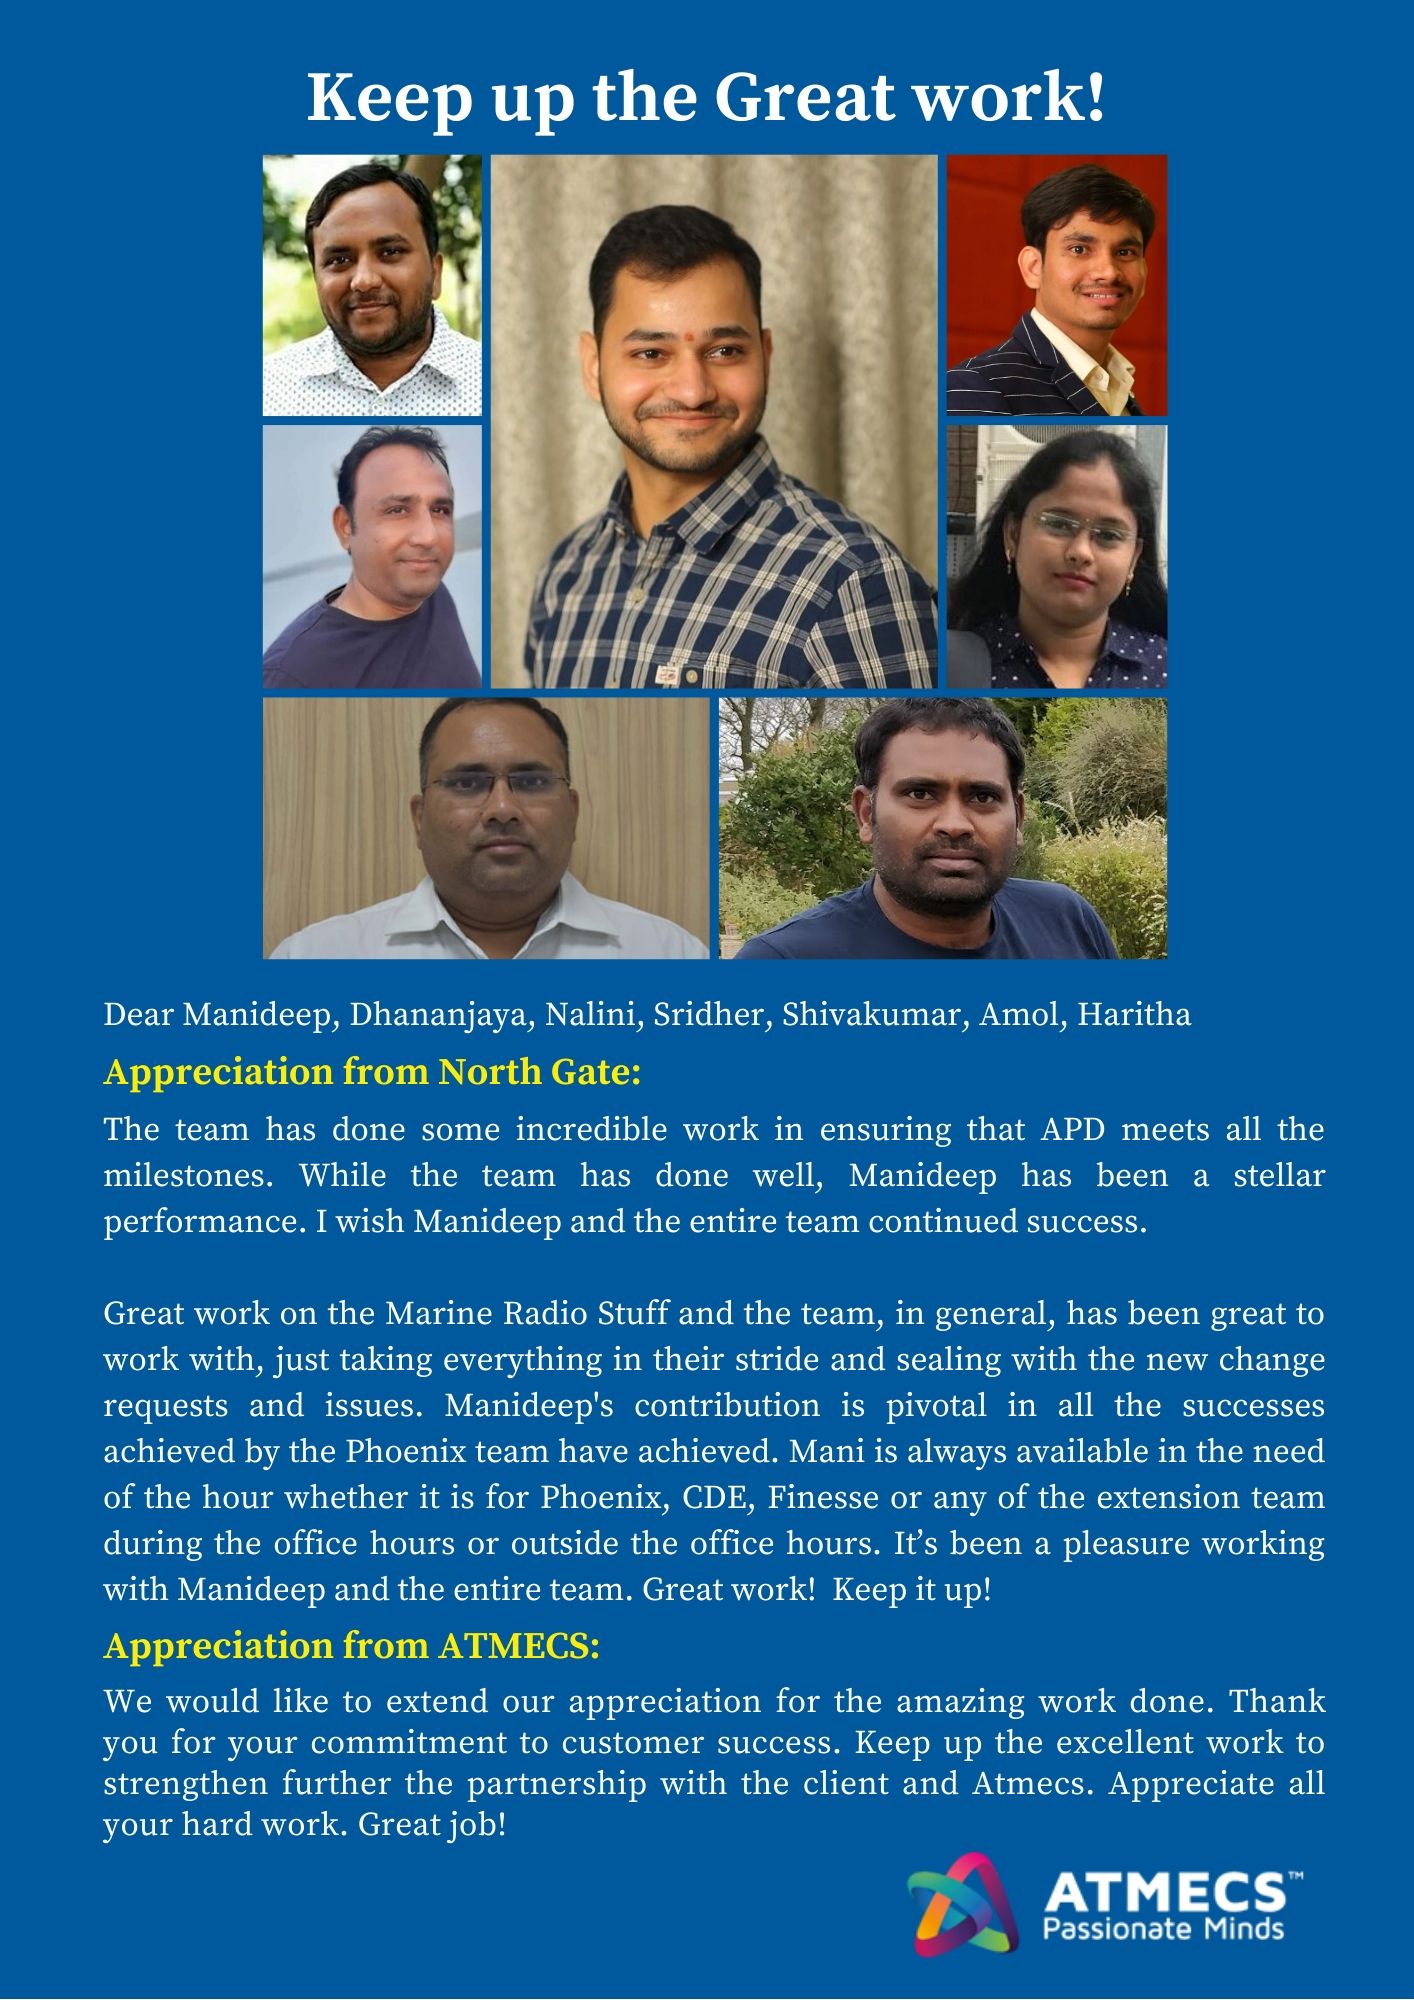 Keep up the Great work!
Dear Manideep, Dhananjaya, Nalini, Sridher, Shivakumar, Amol, Haritha
Appreciation from North Gate:
The team has done some incredible work in ensuring that APD meets all the
milestones. While the team has done well, Manideep has been a stellar
performance. I wish Manideep and the entire team continued success.
Great work on the Marine Radio Stuff and the team, in general, has been great to
work with, just taking everything in their stride and sealing with the new change
requests and issues. Manideep's contribution is pivotal in all the successes
achieved by the Phoenix team have achieved. Mani is always available in the need
of the hour whether it is for Phoenix, CDE, Finesse or any of the extension team
during the office hours or outside the office hours. It’s been a pleasure working
with Manideep and the entire team. Great work!  Keep it up!
Appreciation from ATMECS:
We would like to extend our appreciation for the amazing work done. Thank
you for your commitment to customer success. Keep up the excellent work to
strengthen further the partnership with the client and Atmecs. Appreciate all
your hard work. Great job!
ATMECS™
Passionate Minds